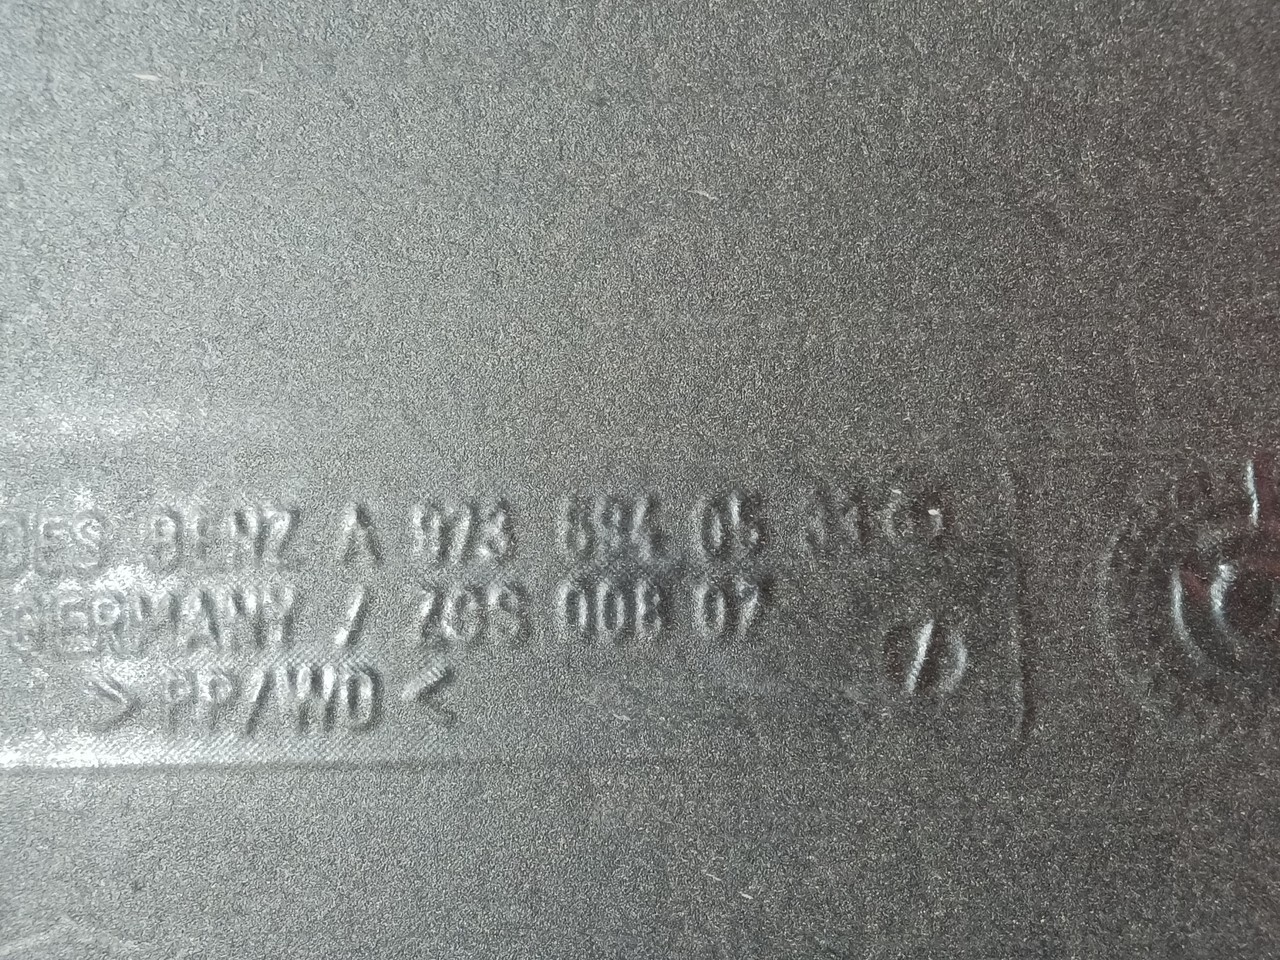 DES BENZ A 973 694 05 31
GERMANY / ZGS 008 07
>PP/WD<